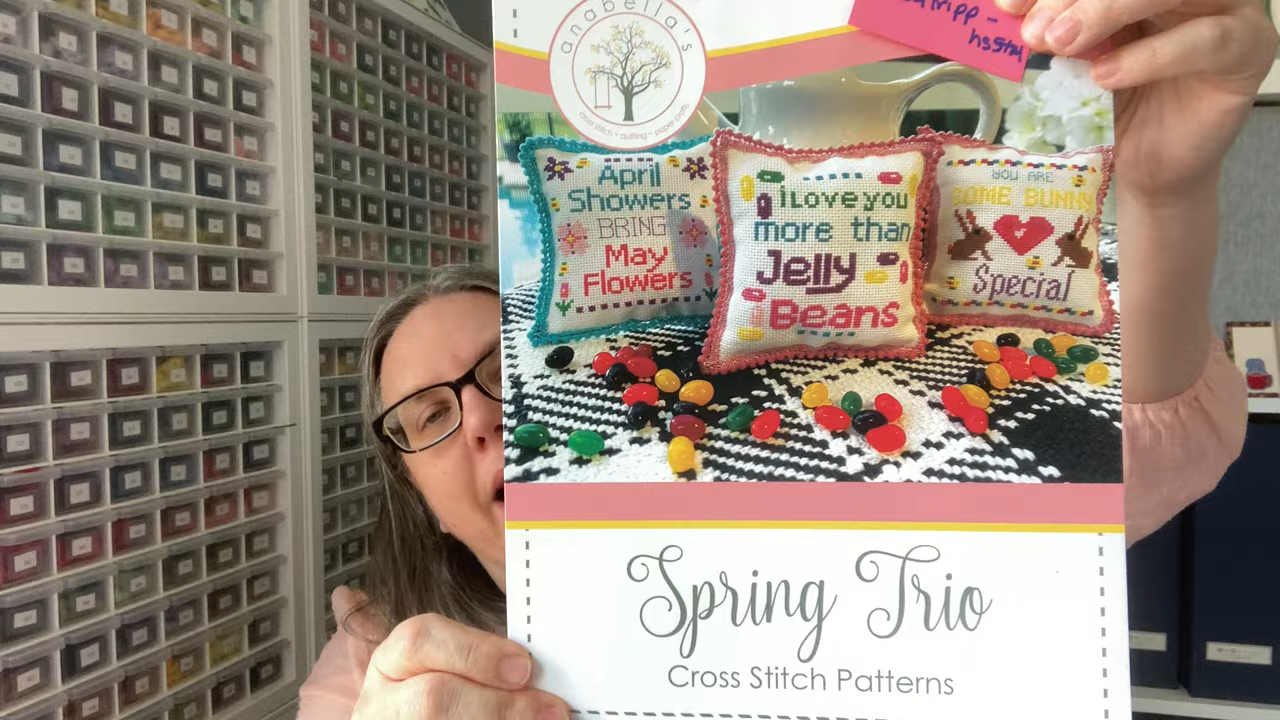 anabella's
cross stitch ~ quilting ~ paper crafts
April
Showers
BRING
May
Flowers
i Love you
more than
Jelly
Beans
YOU ARE
SOME BUNNY
Special
Spring Trio
Cross Stitch Patterns